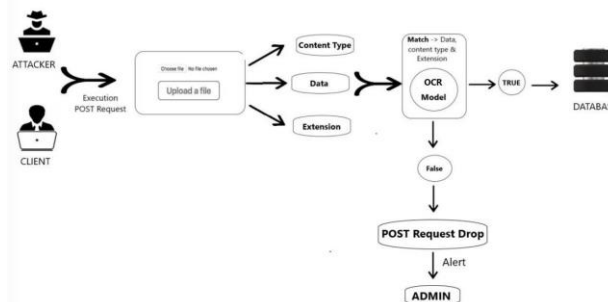 ATTACKER
Execution
POST Request
CLIENT
Choose file No file chosen
Upload a file
Content Type
Data
Extension
Match -> Data,
content type &
Extension
OCR
Model
TRUE
DATABAS
False
POST Request Drop
Alert
ADMIN